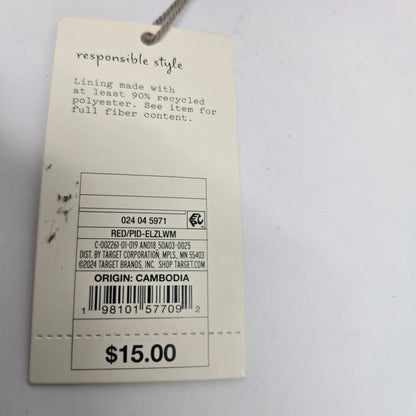 responsible style
Lining made with
at least 90% recycled
polyester. See item for
full fiber content.
024 04 5971
RED/PID-ELZLWM
C-002261-01-019 AND18_50A03-0025
DIST. BY TARGET CORPORATION, MPLS., MN 55403
©2024 TARGET BRANDS, INC. SHOP TARGET.COM
ORIGIN: CAMBODIA
1 98101 57709 2
$15.00